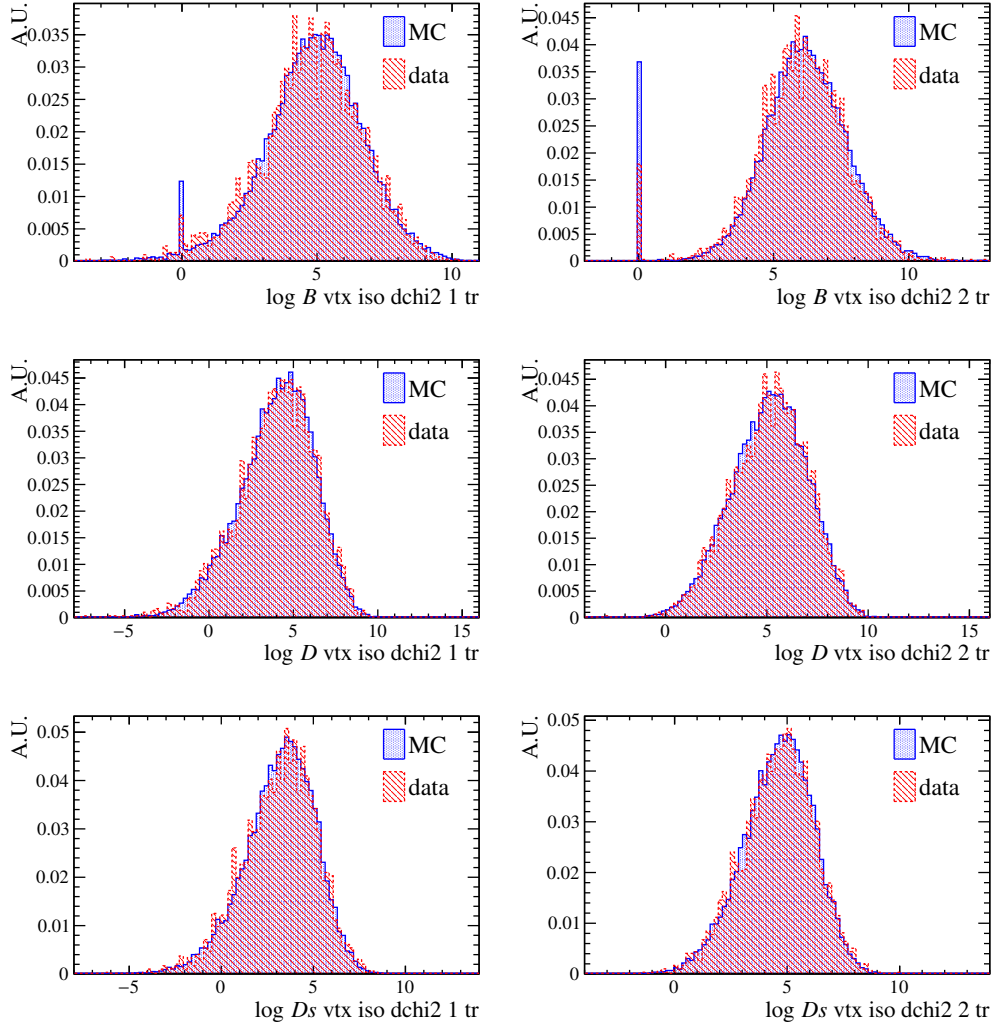 A.U.
0.035
0.03
0.025
0.02
0.015
0.01
0.005
0
MC
data
0 5 10
log B vtx iso dchi2 1 tr
A.U.
0.045
0.04
0.035
0.03
0.025
0.02
0.015
0.01
0.005
0
MC
data
0 5 10
log B vtx iso dchi2 2 tr
A.U.
0.045
0.04
0.035
0.03
0.025
0.02
0.015
0.01
0.005
0
MC
data
−5 0 5 10 15
log D vtx iso dchi2 1 tr
A.U.
0.05
0.045
0.04
0.035
0.03
0.025
0.02
0.015
0.01
0.005
0
MC
data
0 5 10 15
log D vtx iso dchi2 2 tr
A.U.
0.05
0.04
0.03
0.02
0.01
0
MC
data
−5 0 5 10
log Ds vtx iso dchi2 1 tr
A.U.
0.05
0.04
0.03
0.02
0.01
0
MC
data
0 5 10
log Ds vtx iso dchi2 2 tr